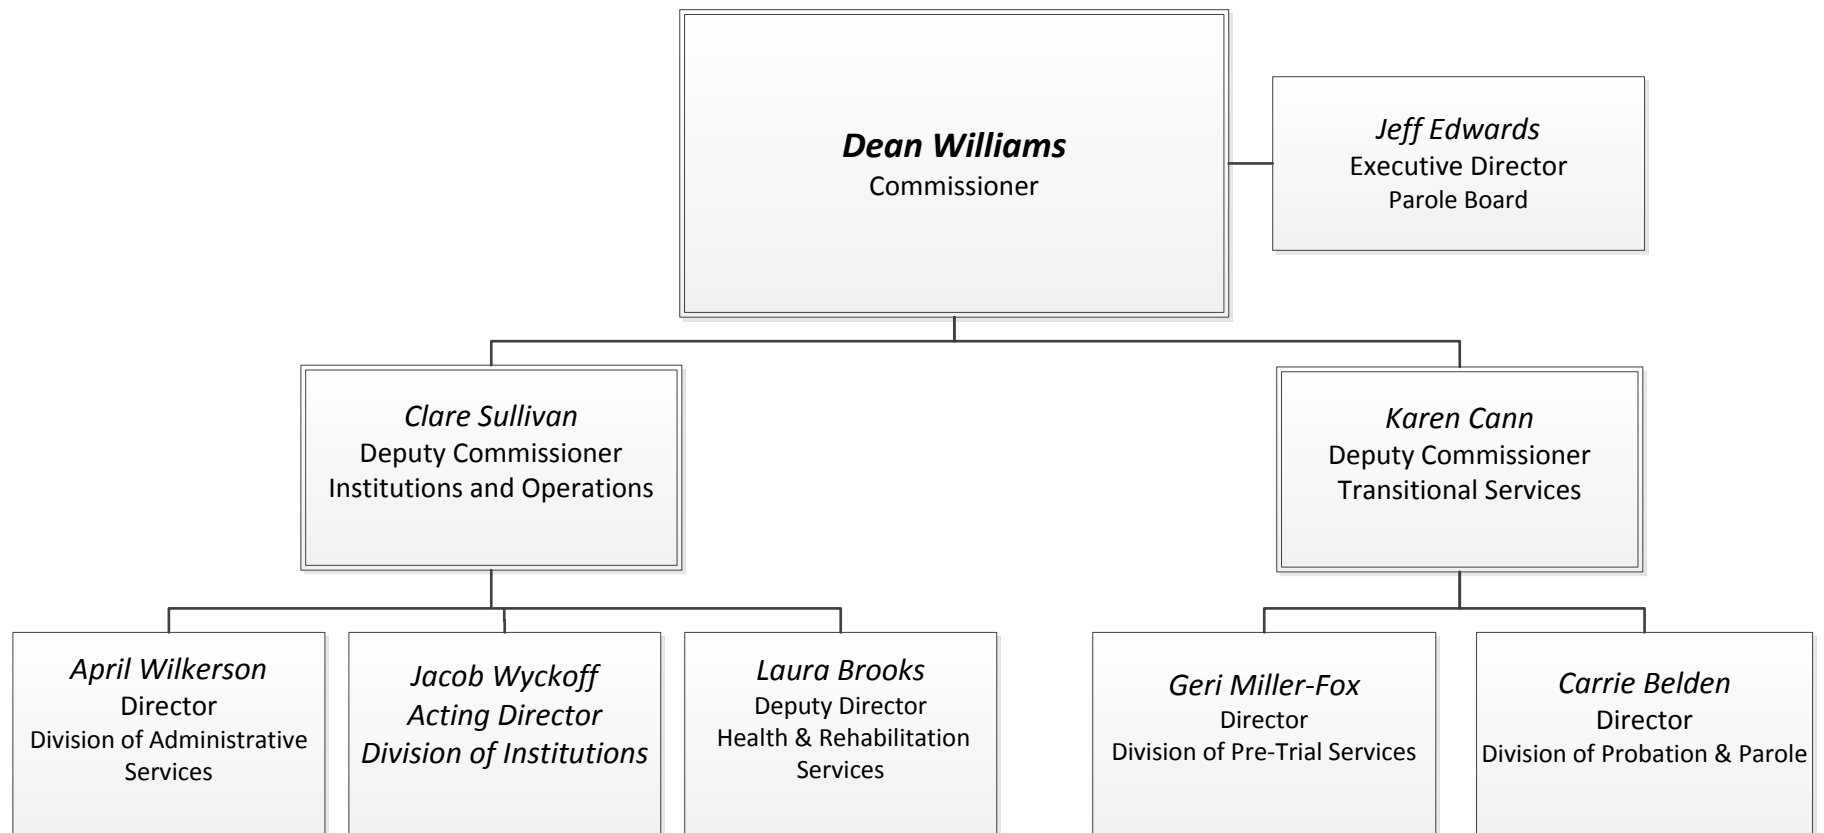 Dean Williams
Commissioner
Jeff Edwards
Executive Director
Parole Board
Clare Sullivan
Deputy Commissioner
Institutions and Operations
Karen Cann
Deputy Commissioner
Transitional Services
April Wilkerson
Director
Division of Administrative
Services
Jacob Wyckoff
Acting Director
Division of Institutions
Laura Brooks
Deputy Director
Health & Rehabilitation
Services
Geri Miller-Fox
Director
Division of Pre-Trial Services
Carrie Belden
Director
Division of Probation & Parole